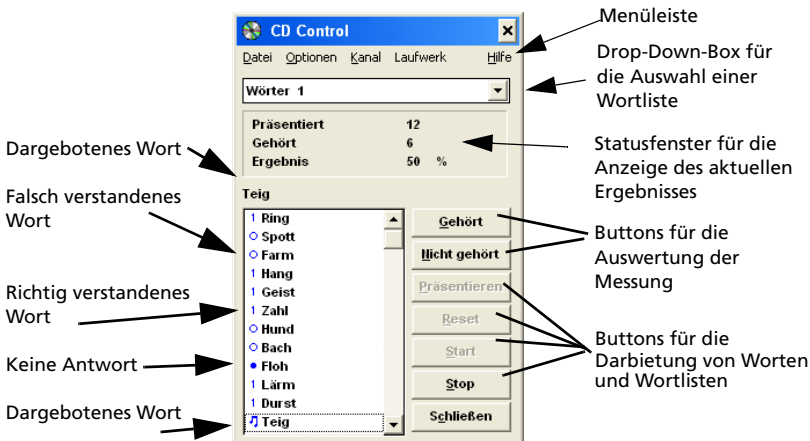 CD Control
Datei Optionen Kanal Laufwerk Hilfe
Wörter 1
Präsentiert 12
Gehört 6
Ergebnis 50 %
Teig
1 Ring
Spott
Farm
1 Hang
1 Geist
1 Zahl
Hund
Bach
Floh
1 Lärm
1 Durst
Teig
Gehört
Nicht gehört
Präsentieren
Reset
Start
Stop
Schließen
Dargebotenes Wort
Falsch verstandenes
Wort
Richtig verstandenes
Wort
Keine Antwort
Dargebotenes Wort
Menüleiste
Drop-Down-Box für
die Auswahl einer
Wortliste
Statusfenster für die
Anzeige des aktuellen
Ergebnisses
Buttons für die
Auswertung der
Messung
Buttons für die
Darbietung von Worten
und Wortlisten